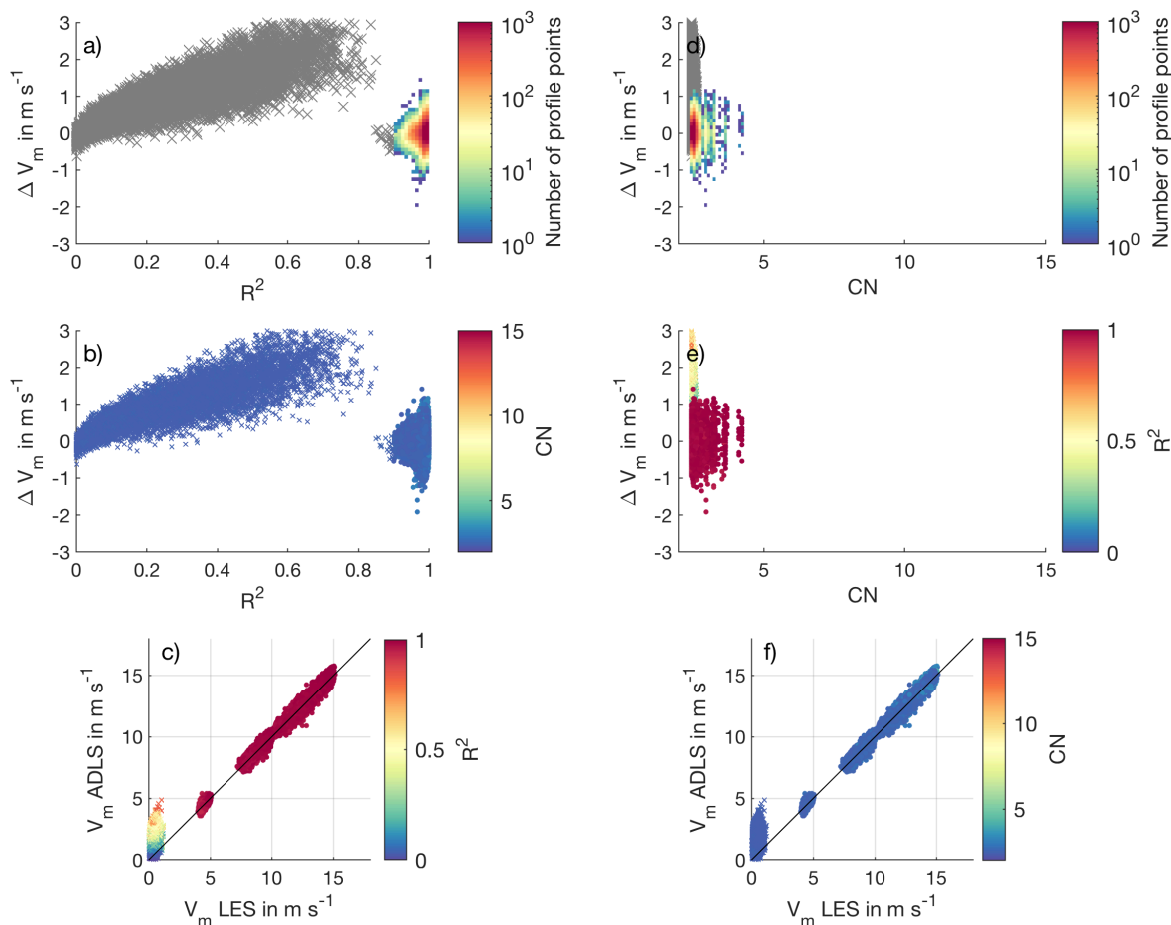 a)
3
2
1
0
-1
-2
-3
Δ V_m in m s^-1
0 0.2 0.4 0.6 0.8 1
R^2
10^3
10^2
10^1
10^0
Number of profile points
d)
3
2
1
0
-1
-2
-3
Δ V_m in m s^-1
5 10 15
CN
10^3
10^2
10^1
10^0
Number of profile points
b)
3
2
1
0
-1
-2
-3
Δ V_m in m s^-1
0 0.2 0.4 0.6 0.8 1
R^2
15
10
5
CN
e)
3
2
1
0
-1
-2
-3
Δ V_m in m s^-1
5 10 15
CN
1
0.5
0
R^2
c)
15
10
5
0
V_m ADLS in m s^-1
0 5 10 15
V_m LES in m s^-1
1
0.5
0
R^2
f)
15
10
5
0
V_m ADLS in m s^-1
0 5 10 15
V_m LES in m s^-1
15
10
5
CN